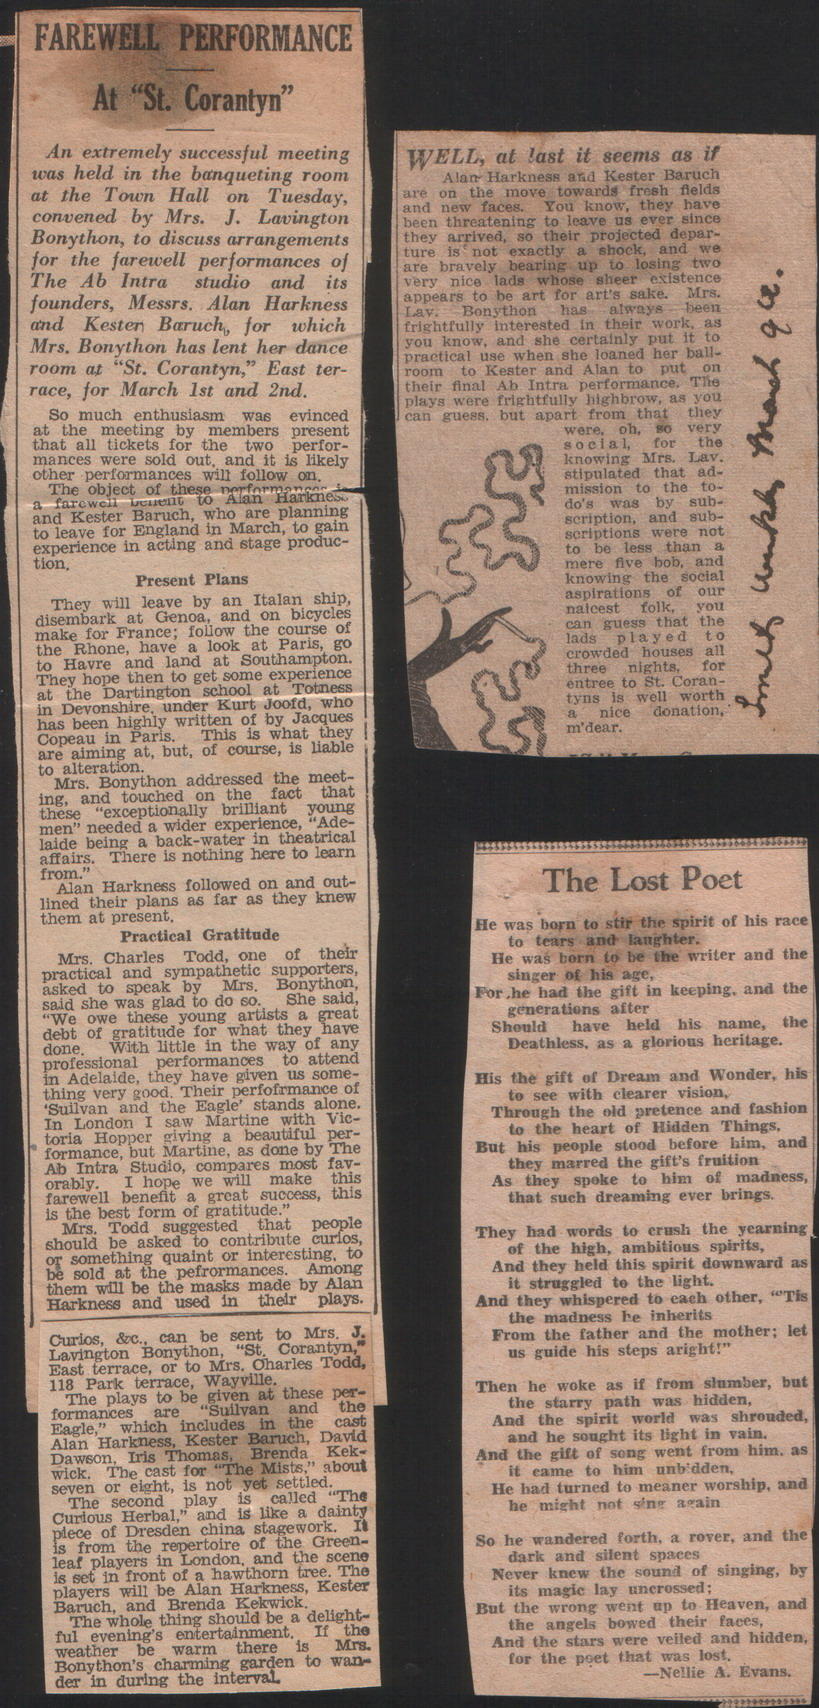 FAREWELL PERFORMANCE
At "St. Corantyn"
An extremely successful meeting
was held in the banqueting room
at the Town Hall on Tuesday,
convened by Mrs. J. Lavington
Bonython, to discuss arrangements
for the farewell performances of
The Ab Intra studio and its
founders, Messrs. Alan Harkness
and Kester Baruch, for which
Mrs. Bonython has lent her dance
room at "St. Corantyn," East ter-
race, for March 1st and 2nd.
So much enthusiasm was evinced
at the meeting by members present
that all tickets for the two perfor-
mances were sold out, and it is likely
other performances will follow on.
The object of these performances is
a farewell benefit to Alan Harkness
and Kester Baruch, who are planning
to leave for England in March, to gain
experience in acting and stage produc-
tion.
Present Plans
They will leave by an Italan ship,
disembark at Genoa, and on bicycles
make for France; follow the course of
the Rhone, have a look at Paris, go
to Havre and land at Southampton.
They hope then to get some experience
at the Dartington school at Totness
in Devonshire, under Kurt Joofd, who
has been highly written of by Jacques
Copeau in Paris. This is what they
are aiming at, but, of course, is liable
to alteration.
Mrs. Bonython addressed the meet-
ing, and touched on the fact that
these "exceptionally brilliant young
men" needed a wider experience, "Ade-
laide being a back-water in theatrical
affairs. There is nothing here to learn
from."
Alan Harkness followed on and out-
lined their plans as far as they knew
them at present.
Practical Gratitude
Mrs. Charles Todd, one of their
practical and sympathetic supporters,
asked to speak by Mrs. Bonython,
said she was glad to do so. She said,
"We owe these young artists a great
debt of gratitude for what they have
done. With little in the way of any
professional performances to attend
in Adelaide, they have given us some-
thing very good. Their perfofrmance of
'Suilvan and the Eagle' stands alone.
In London I saw Martine with Vic-
toria Hopper giving a beautiful per-
formance, but Martine, as done by The
Ab Intra Studio, compares most fav-
orably. I hope we will make this
farewell benefit a great success, this
is the best form of gratitude."
Mrs. Todd suggested that people
should be asked to contribute curios,
or something quaint or interesting, to
be sold at the pefrormances. Among
them will be the masks made by Alan
Harkness and used in their plays.
Curios, &c., can be sent to Mrs. J.
Lavington Bonython, "St. Corantyn,"
East terrace, or to Mrs. Charles Todd,
113 Park terrace, Wayville.
The plays to be given at these per-
formances are "Suilvan and the
Eagle," which includes in the cast
Alan Harkness, Kester Baruch, David
Dawson, Iris Thomas, Brenda Kek-
wick. The cast for "The Mists," about
seven or eight, is not yet settled.
The second play is called "The
Curious Herbal," and is like a dainty
piece of Dresden china stagework. It
is from the repertoire of the Green-
leaf players in London, and the scene
is set in front of a hawthorn tree. The
players will be Alan Harkness, Kester
Baruch, and Brenda Kekwick.
The whole thing should be a delight-
ful evening's entertainment. If the
weather be warm there is Mrs.
Bonython's charming garden to wan-
der in during the interval.
WELL, at last it seems as if
Alan Harkness and Kester Baruch
are on the move towards fresh fields
and new faces. You know, they have
been threatening to leave us ever since
they arrived, so their projected depar-
ture is not exactly a shock, and we
are bravely bearing up to losing two
very nice lads whose sheer existence
appears to be art for art's sake. Mrs.
Lav. Bonython has always been
frightfully interested in their work, as
you know, and she certainly put it to
practical use when she loaned her ball-
room to Kester and Alan to put on
their final Ab Intra performance. The
plays were frightfully highbrow, as you
can guess, but apart from that they
were, oh, so very
social, for the
knowing Mrs. Lav.
stipulated that ad-
mission to the to-
do's was by sub-
scription, and sub-
scriptions were not
to be less than a
mere five bob, and
knowing the social
aspirations of our
naicest folk, you
can guess that the
lads played to
crowded houses all
three nights, for
entree to St. Coran-
tyns is well worth
a nice donation,
m'dear.
March
The Lost Poet
He was born to stir the spirit of his race
to tears and laughter.
He was born to be the writer and the
singer of his age,
For he had the gift in keeping, and the
generations after
Should have held his name, the
Deathless, as a glorious heritage.
His the gift of Dream and Wonder, his
to see with clearer vision,
Through the old pretence and fashion
to the heart of Hidden Things,
But his people stood before him, and
they marred the gift's fruition
As they spoke to him of madness,
that such dreaming ever brings.
They had words to crush the yearning
of the high, ambitious spirits,
And they held this spirit downward as
it struggled to the light.
And they whispered to each other, "'Tis
the madness he inherits
From the father and the mother; let
us guide his steps aright!"
Then he woke as if from slumber, but
the starry path was hidden,
And the spirit world was shrouded,
and he sought its light in vain.
And the gift of song went from him, as
it came to him unbidden,
He had turned to meaner worship, and
he might not sing again
So he wandered forth, a rover, and the
dark and silent spaces
Never knew the sound of singing, by
its magic lay uncrossed;
But the wrong went up to Heaven, and
the angels bowed their faces,
And the stars were veiled and hidden,
for the poet that was lost.
—Nellie A. Evans.